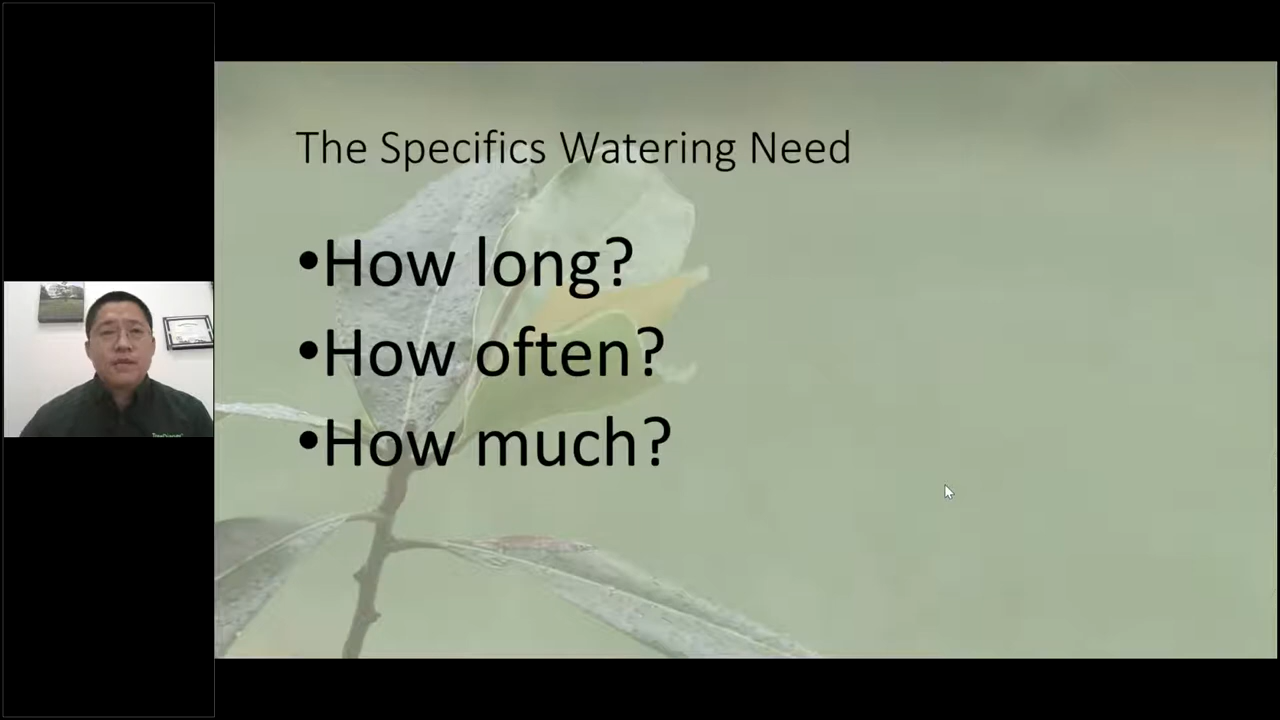 The Specifics Watering Need
•How long?
•How often?
•How much?